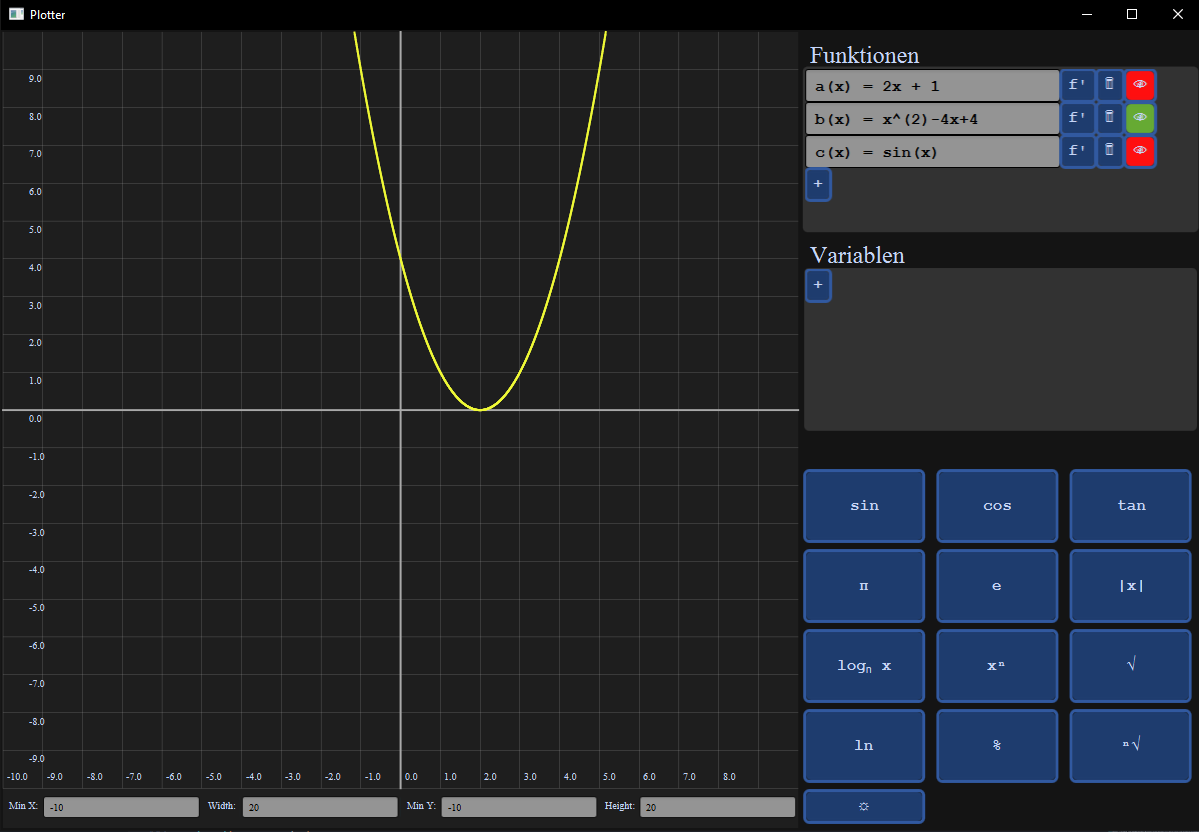 Plotter
9.0
8.0
7.0
6.0
5.0
4.0
3.0
2.0
1.0
0.0
-1.0
-2.0
-3.0
-4.0
-5.0
-6.0
-7.0
-8.0
-9.0
-10.0 -9.0 -8.0 -7.0 -6.0 -5.0 -4.0 -3.0 -2.0 -1.0 0.0 1.0 2.0 3.0 4.0 5.0 6.0 7.0 8.0
Min X: -10 Width: 20 Min Y: -10 Height: 20
Funktionen
a(x) = 2x + 1 f'
b(x) = x^(2)-4x+4 f'
c(x) = sin(x) f'
+
Variablen
+
sin cos tan
π e |x|
logₙ x xⁿ √
ln % ⁿ√